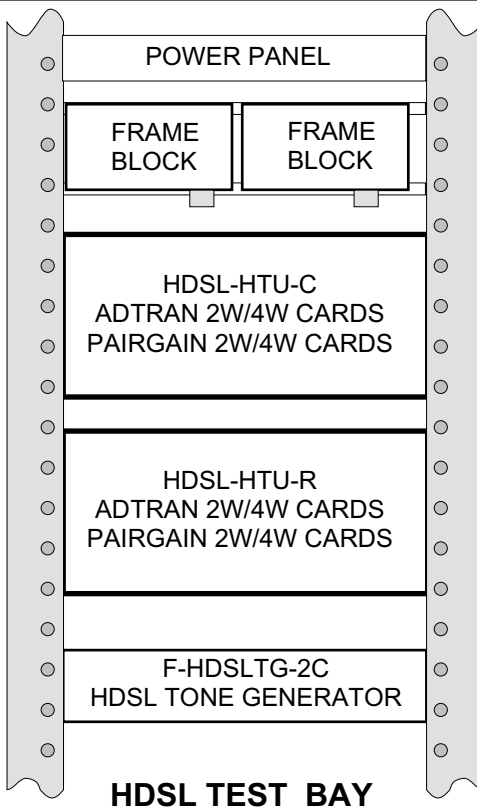 POWER PANEL
FRAME
BLOCK
FRAME
BLOCK
HDSL-HTU-C
ADTRAN 2W/4W CARDS
PAIRGAIN 2W/4W CARDS
HDSL-HTU-R
ADTRAN 2W/4W CARDS
PAIRGAIN 2W/4W CARDS
F-HDSLTG-2C
HDSL TONE GENERATOR
HDSL TEST BAY